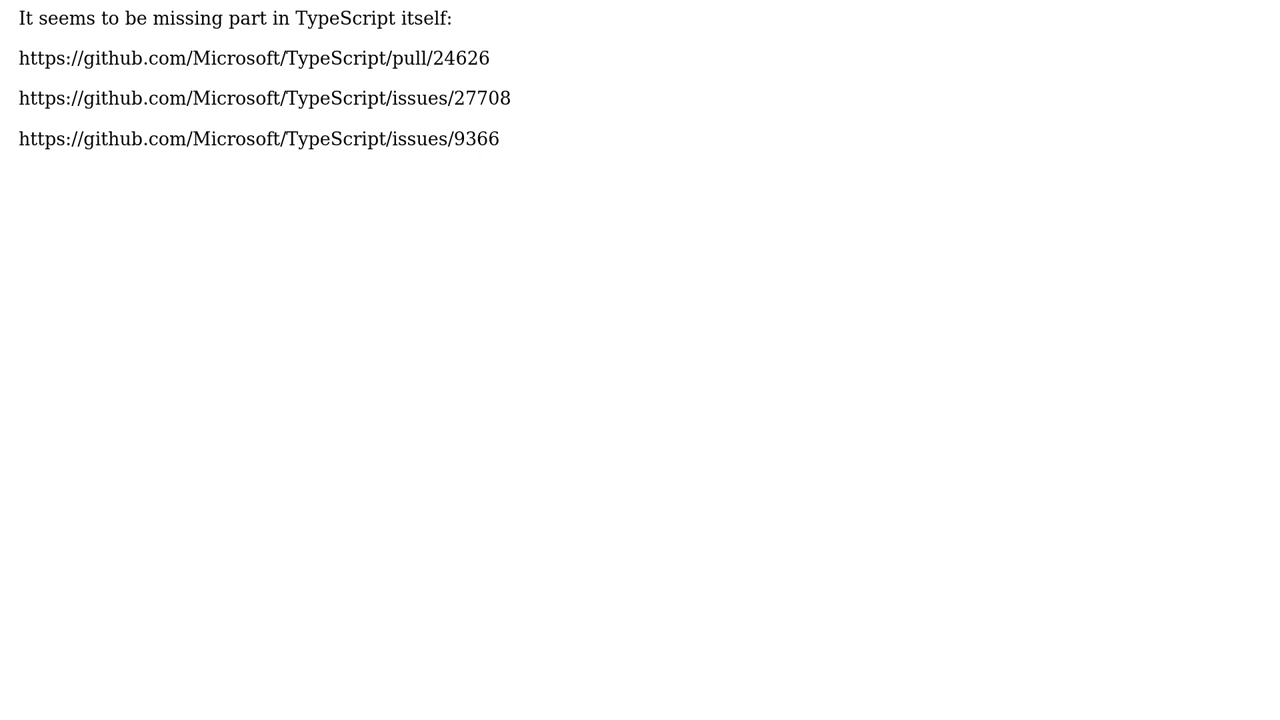 It seems to be missing part in TypeScript itself:
https://github.com/Microsoft/TypeScript/pull/24626
https://github.com/Microsoft/TypeScript/issues/27708
https://github.com/Microsoft/TypeScript/issues/9366